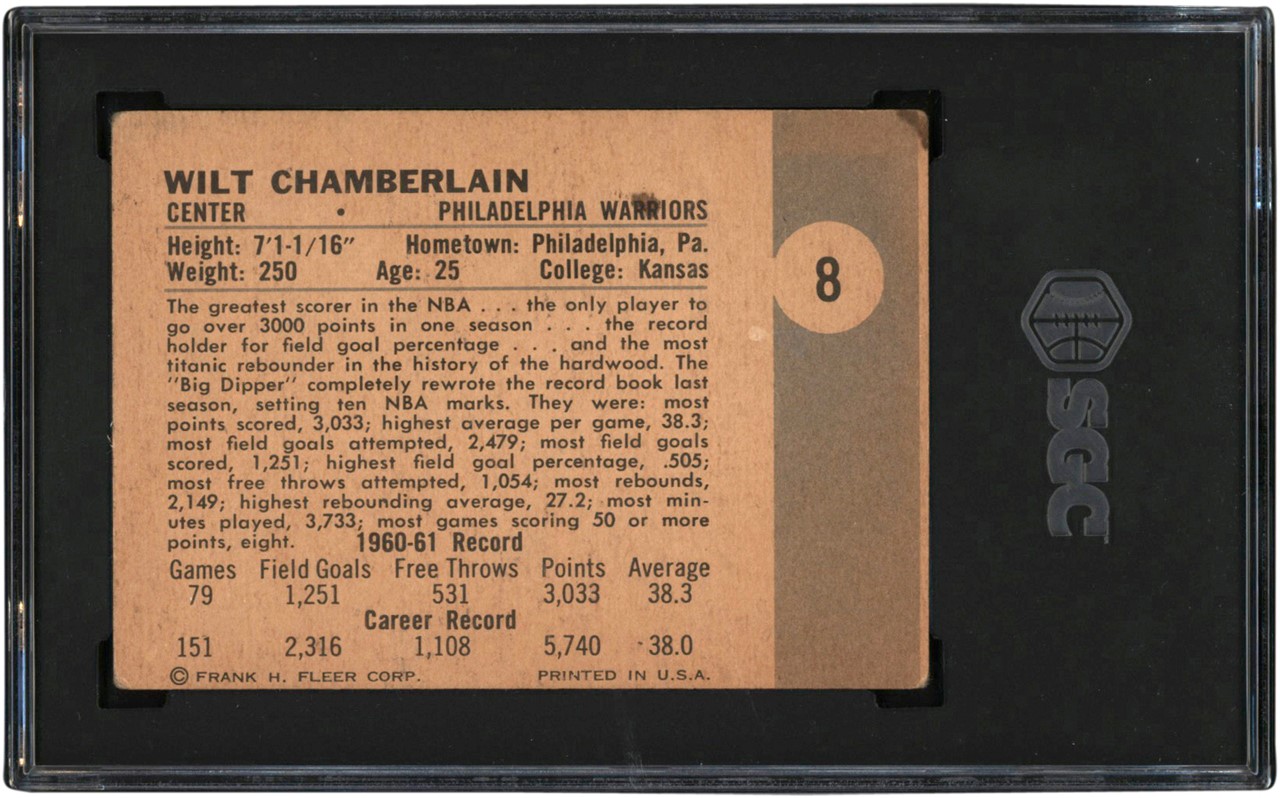 WILT CHAMBERLAIN
CENTER • PHILADELPHIA WARRIORS
Height: 7'1-1/16" Hometown: Philadelphia, Pa.
Weight: 250 Age: 25 College: Kansas
8
The greatest scorer in the NBA . . . the only player to
go over 3000 points in one season . . . the record
holder for field goal percentage . . . and the most
titanic rebounder in the history of the hardwood. The
"Big Dipper" completely rewrote the record book last
season, setting ten NBA marks. They were: most
points scored, 3,033; highest average per game, 38.3;
most field goals attempted, 2,479; most field goals
scored, 1,251; highest field goal percentage, .505;
most free throws attempted, 1,054; most rebounds,
2,149; highest rebounding average, 27.2; most min-
utes played, 3,733; most games scoring 50 or more
points, eight. 1960-61 Record
Games Field Goals Free Throws Points Average
79 1,251 531 3,033 38.3
Career Record
151 2,316 1,108 5,740 38.0
© FRANK H. FLEER CORP. PRINTED IN U.S.A.
SGC